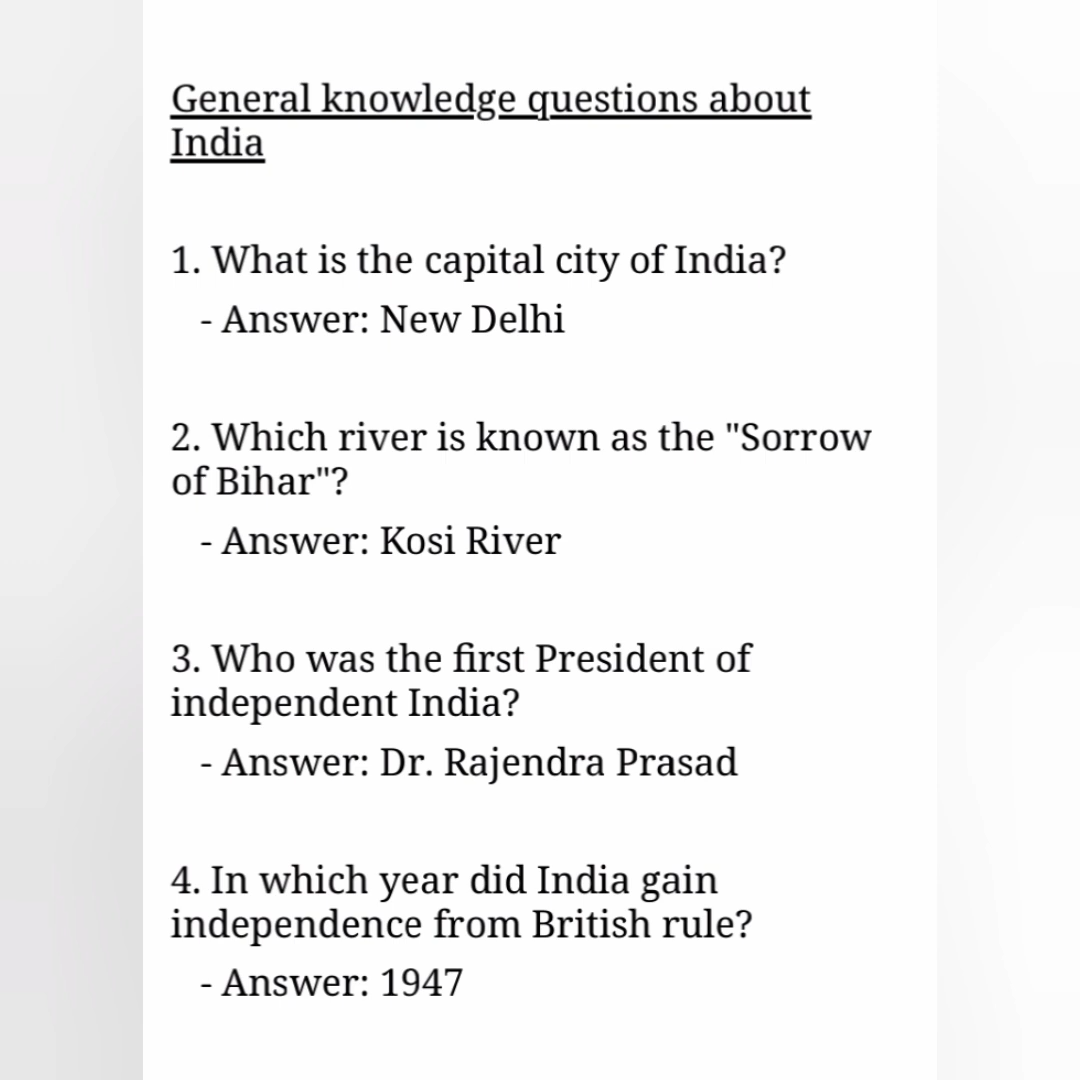 General knowledge questions about
India
1. What is the capital city of India?
- Answer: New Delhi
2. Which river is known as the "Sorrow
of Bihar"?
- Answer: Kosi River
3. Who was the first President of
independent India?
- Answer: Dr. Rajendra Prasad
4. In which year did India gain
independence from British rule?
- Answer: 1947